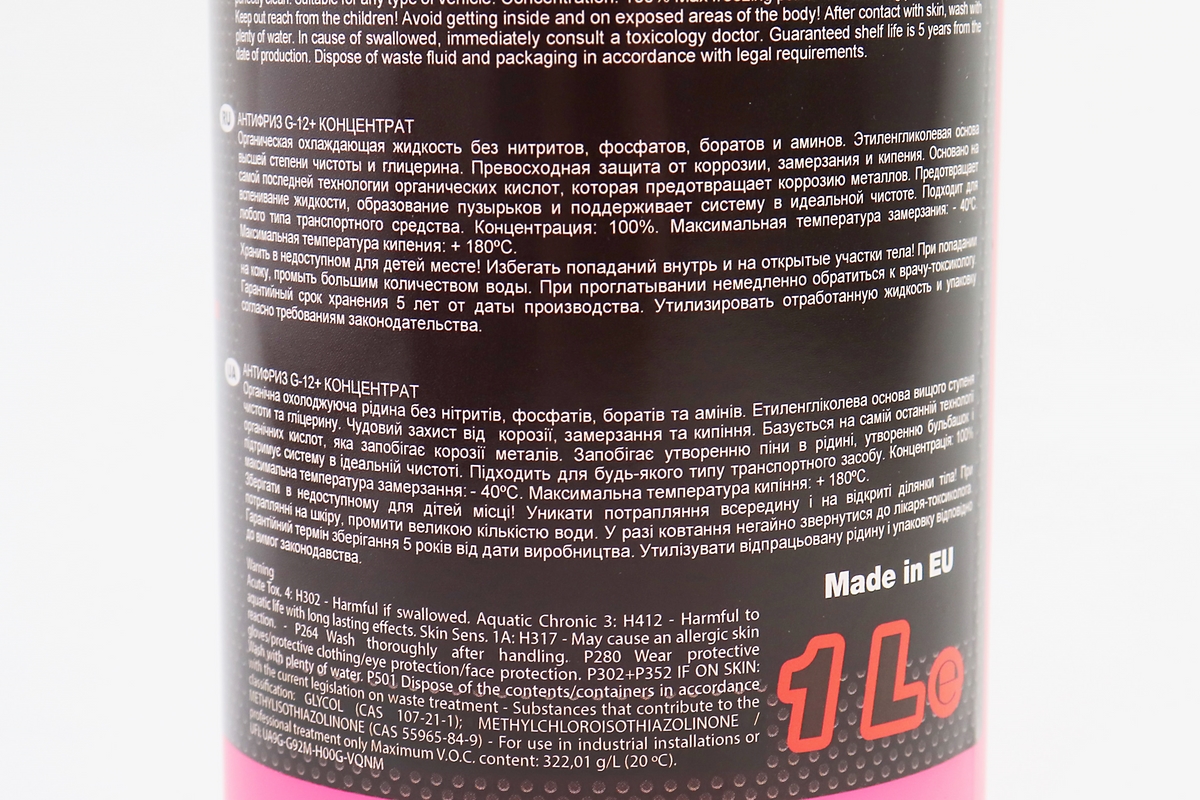 Keep out reach from the children! Avoid getting inside and on exposed areas of the body! After contact with skin, wash with
plenty of water. In cause of swallowed, immediately consult a toxicology doctor. Guaranteed shelf life is 5 years from the
date of production. Dispose of waste fluid and packaging in accordance with legal requirements.
RU
АНТИФРИЗ G-12+ КОНЦЕНТРАТ
Органическая охлаждающая жидкость без нитритов, фосфатов, боратов и аминов. Этиленгликолевая основа
высшей степени чистоты и глицерина. Превосходная защита от коррозии, замерзания и кипения. Основано на
самой последней технологии органических кислот, которая предотвращает коррозию металлов. Предотвращает
вспенивание жидкости, образование пузырьков и поддерживает систему в идеальной чистоте. Подходит для
любого типа транспортного средства. Концентрация: 100%. Максимальная температура замерзания: - 40ºC.
Максимальная температура кипения: + 180ºC.
Хранить в недоступном для детей месте! Избегать попаданий внутрь и на открытые участки тела! При попадании
на кожу, промыть большим количеством воды. При проглатывании немедленно обратиться к врачу-токсикологу.
Гарантийный срок хранения 5 лет от даты производства. Утилизировать отработанную жидкость и упаковку
согласно требованиям законодательства.
UA
АНТИФРИЗ G-12+ КОНЦЕНТРАТ
Органічна охолоджуюча рідина без нітритів, фосфатів, боратів та амінів. Етиленгліколева основа вищого ступеня
чистоти та гліцерину. Чудовий захист від корозії, замерзання та кипіння. Базується на самій останній технології
органічних кислот, яка запобігає корозії металів. Запобігає утворенню піни в рідині, утворенню бульбашок і
підтримує систему в ідеальній чистоті. Підходить для будь-якого типу транспортного засобу. Концентрація: 100%
максимальна температура замерзання: - 40ºC. Максимальна температура кипіння: + 180ºC.
Зберігати в недоступному для дітей місці! Уникати потрапляння всередину і на відкриті ділянки тіла! При
потраплянні на шкіру, промити великою кількістю води. У разі ковтання негайно звернутися до лікаря-токсиколога.
Гарантійний термін зберігання 5 років від дати виробництва. Утилізувати відпрацьовану рідину і упаковку відповідно
до вимог законодавства.
Made in EU
1 L e
Warning
Acute Tox. 4: H302 - Harmful if swallowed. Aquatic Chronic 3: H412 - Harmful to
aquatic life with long lasting effects. Skin Sens. 1A: H317 - May cause an allergic skin
reaction. - P264 Wash thoroughly after handling. P280 Wear protective
gloves/protective clothing/eye protection/face protection. P302+P352 IF ON SKIN:
Wash with plenty of water. P501 Dispose of the contents/containers in accordance
with the current legislation on waste treatment - Substances that contribute to the
classification: GLYCOL (CAS 107-21-1); METHYLCHLOROISOTHIAZOLINONE /
METHYLISOTHIAZOLINONE (CAS 55965-84-9) - For use in industrial installations or
professional treatment only Maximum V.O.C. content: 322,01 g/L (20 ºC).
UFI: UA9G-G92M-H00G-VQNM